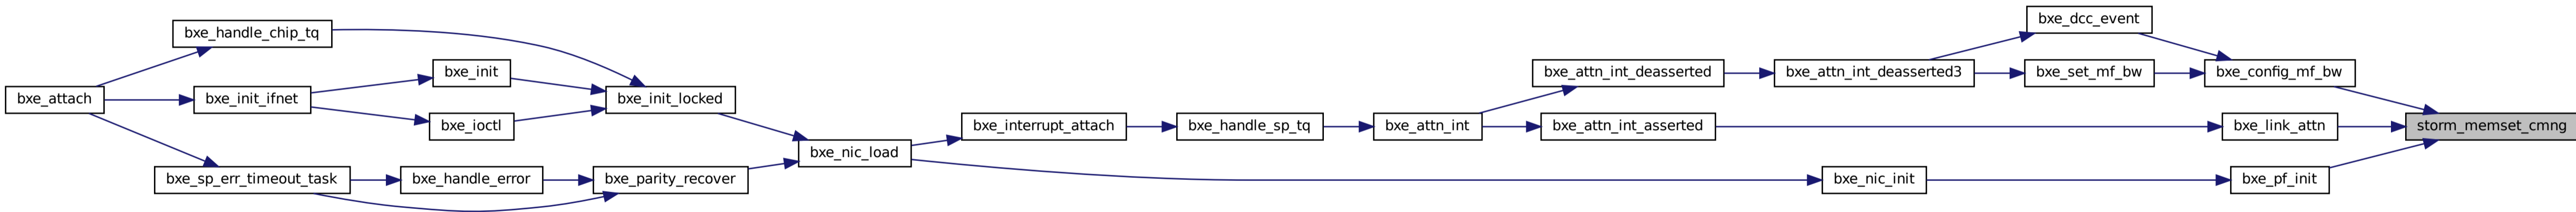 bxe_dcc_event
bxe_handle_chip_tq
bxe_init
bxe_attn_int_deasserted
bxe_attn_int_deasserted3
bxe_set_mf_bw
bxe_config_mf_bw
bxe_attach
bxe_init_ifnet
bxe_init_locked
bxe_ioctl
bxe_interrupt_attach
bxe_handle_sp_tq
bxe_attn_int
bxe_attn_int_asserted
bxe_link_attn
storm_memset_cmng
bxe_nic_load
bxe_sp_err_timeout_task
bxe_handle_error
bxe_parity_recover
bxe_nic_init
bxe_pf_init